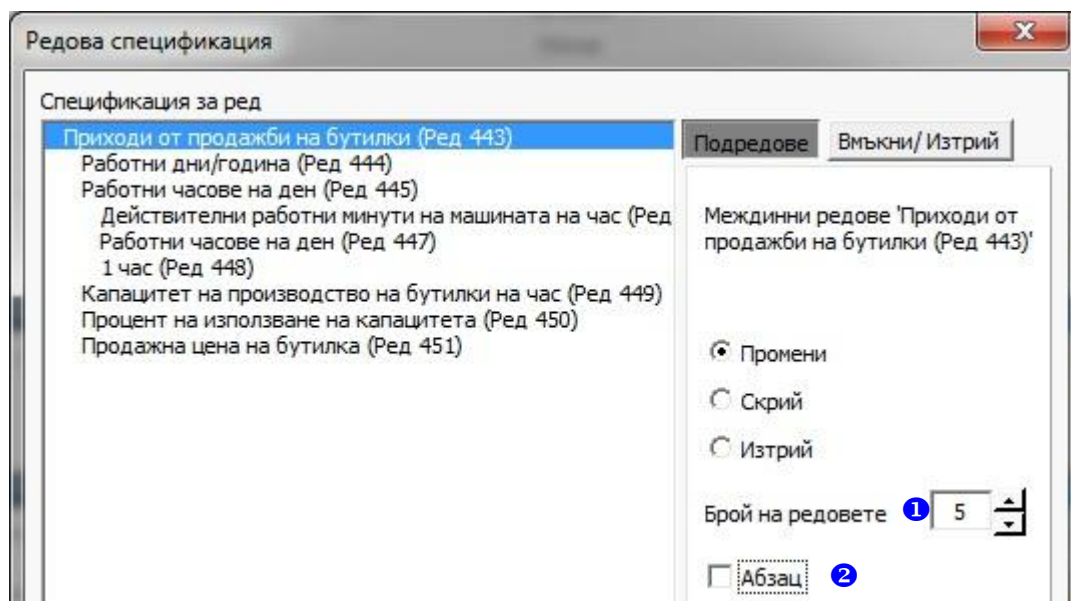 Редова спецификация
Спецификация за ред
Приходи от продажби на бутилки (Ред 443)
Работни дни/година (Ред 444)
Работни часове на ден (Ред 445)
Действителни работни минути на машината на час (Ред
Работни часове на ден (Ред 447)
1 час (Ред 448)
Капацитет на производство на бутилки на час (Ред 449)
Процент на използване на капацитета (Ред 450)
Продажна цена на бутилка (Ред 451)
Подредове Вмъкни/ Изтрий
Междинни редове 'Приходи от
продажби на бутилки (Ред 443)'
Промени
Скрий
Изтрий
Брой на редовете ❶ 5
Абзац ❷